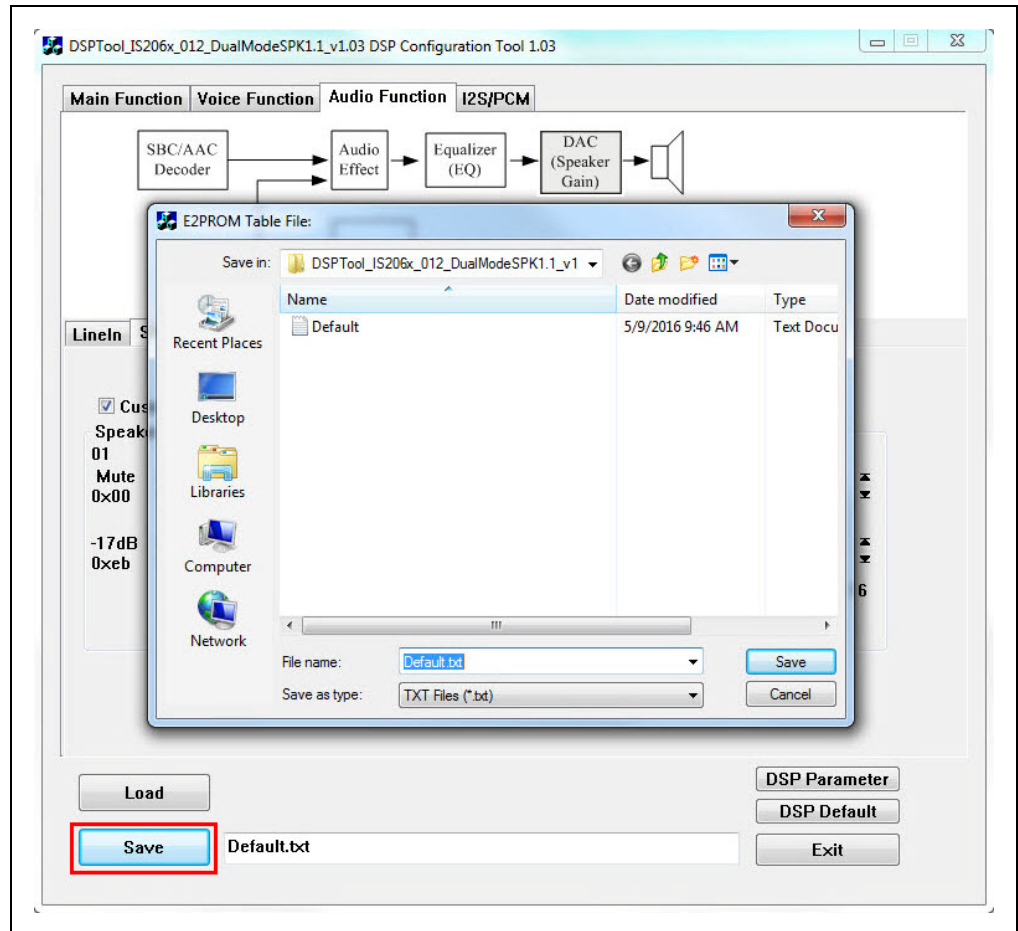 DSPTool_IS206x_012_DualModeSPK1.1_v1.03 DSP Configuration Tool 1.03
Main Function Voice Function Audio Function I2S/PCM
SBC/AAC
Decoder
Audio
Effect
Equalizer
(EQ)
DAC
(Speaker
Gain)
E2PROM Table File:
Save in: DSPTool_IS206x_012_DualModeSPK1.1_v1
Name Date modified Type
Default 5/9/2016 9:46 AM Text Docu
Recent Places
Desktop
Libraries
Computer
Network
File name: Default.txt Save
Save as type: TXT Files (*.txt) Cancel
LineIn S
Cus
Speak
01
Mute
0x00
-17dB
0xeb
6
Load
Save Default.txt
DSP Parameter
DSP Default
Exit